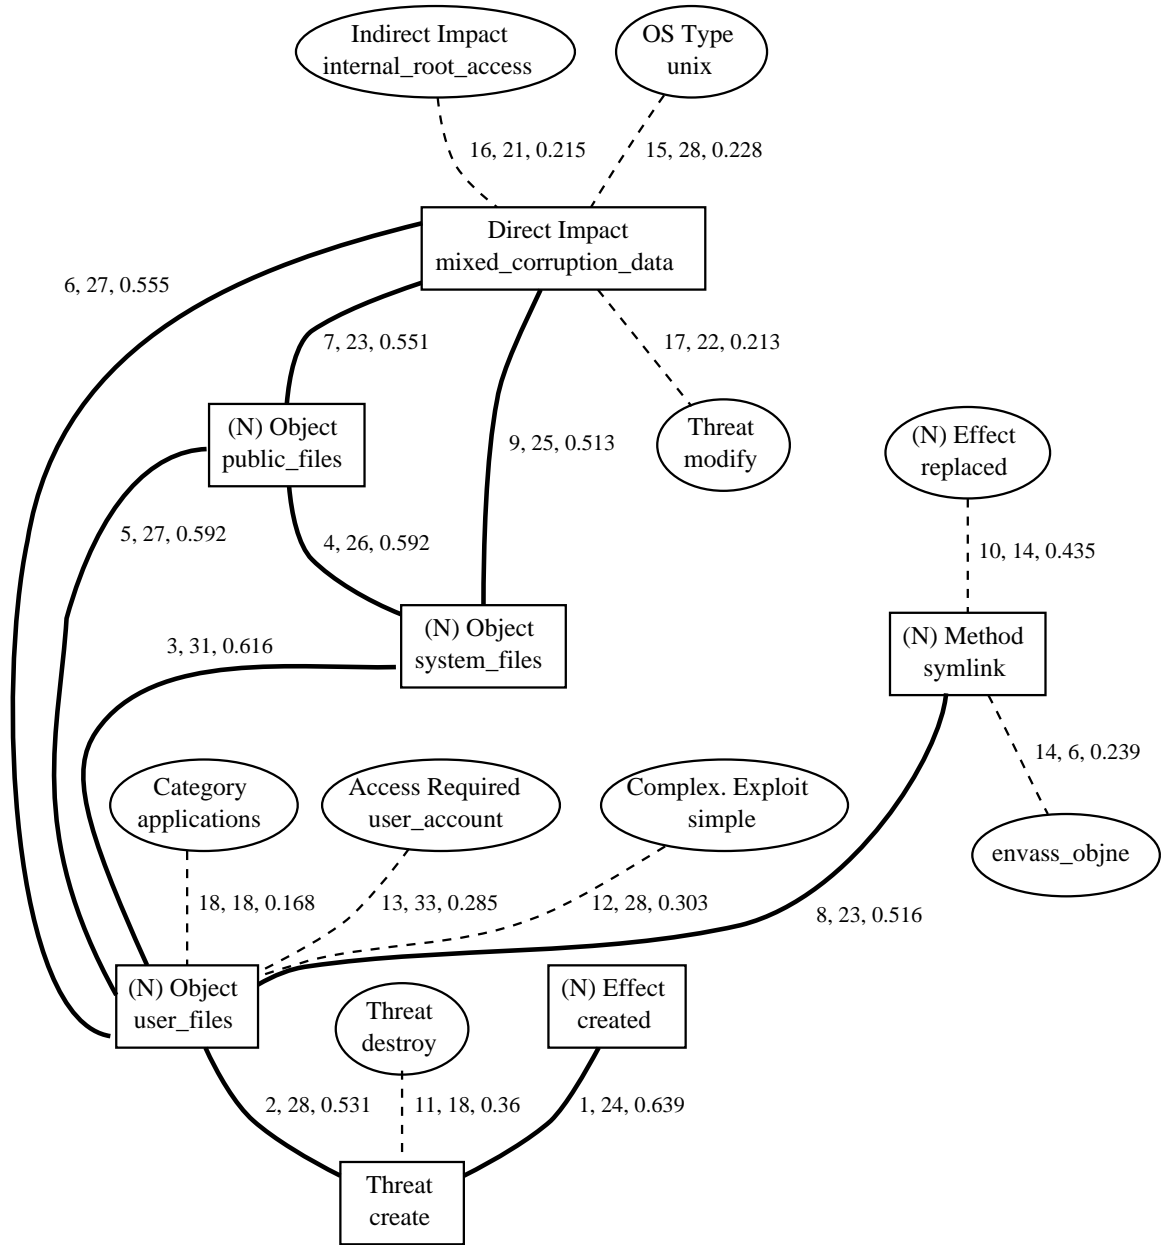 Indirect Impact
internal_root_access
OS Type
unix
16, 21, 0.215
15, 28, 0.228
Direct Impact
mixed_corruption_data
6, 27, 0.555
7, 23, 0.551
17, 22, 0.213
(N) Object
public_files
9, 25, 0.513
Threat
modify
(N) Effect
replaced
5, 27, 0.592
4, 26, 0.592
10, 14, 0.435
(N) Object
system_files
3, 31, 0.616
(N) Method
symlink
14, 6, 0.239
Category
applications
Access Required
user_account
Complex. Exploit
simple
envass_objne
18, 18, 0.168
13, 33, 0.285
12, 28, 0.303
8, 23, 0.516
(N) Object
user_files
Threat
destroy
(N) Effect
created
2, 28, 0.531
11, 18, 0.36
1, 24, 0.639
Threat
create